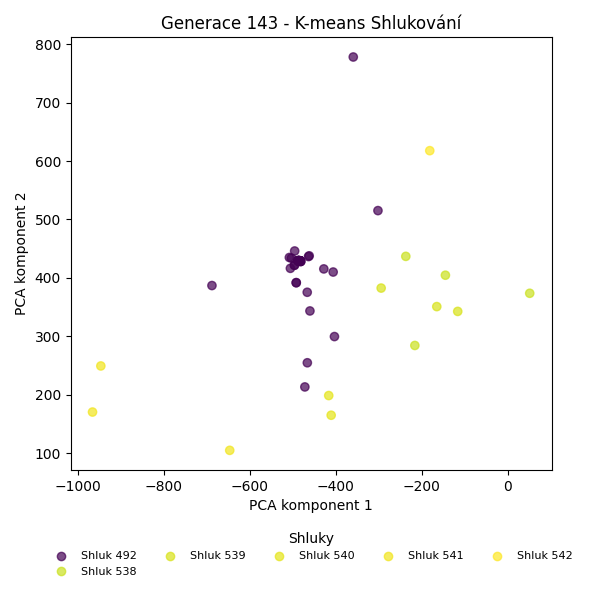 Generace 143 - K-means Shlukování
800
700
600
500
400
300
200
100
PCA komponent 2
−1000 −800 −600 −400 −200 0
PCA komponent 1
Shluky
Shluk 492 Shluk 539 Shluk 540 Shluk 541 Shluk 542
Shluk 538